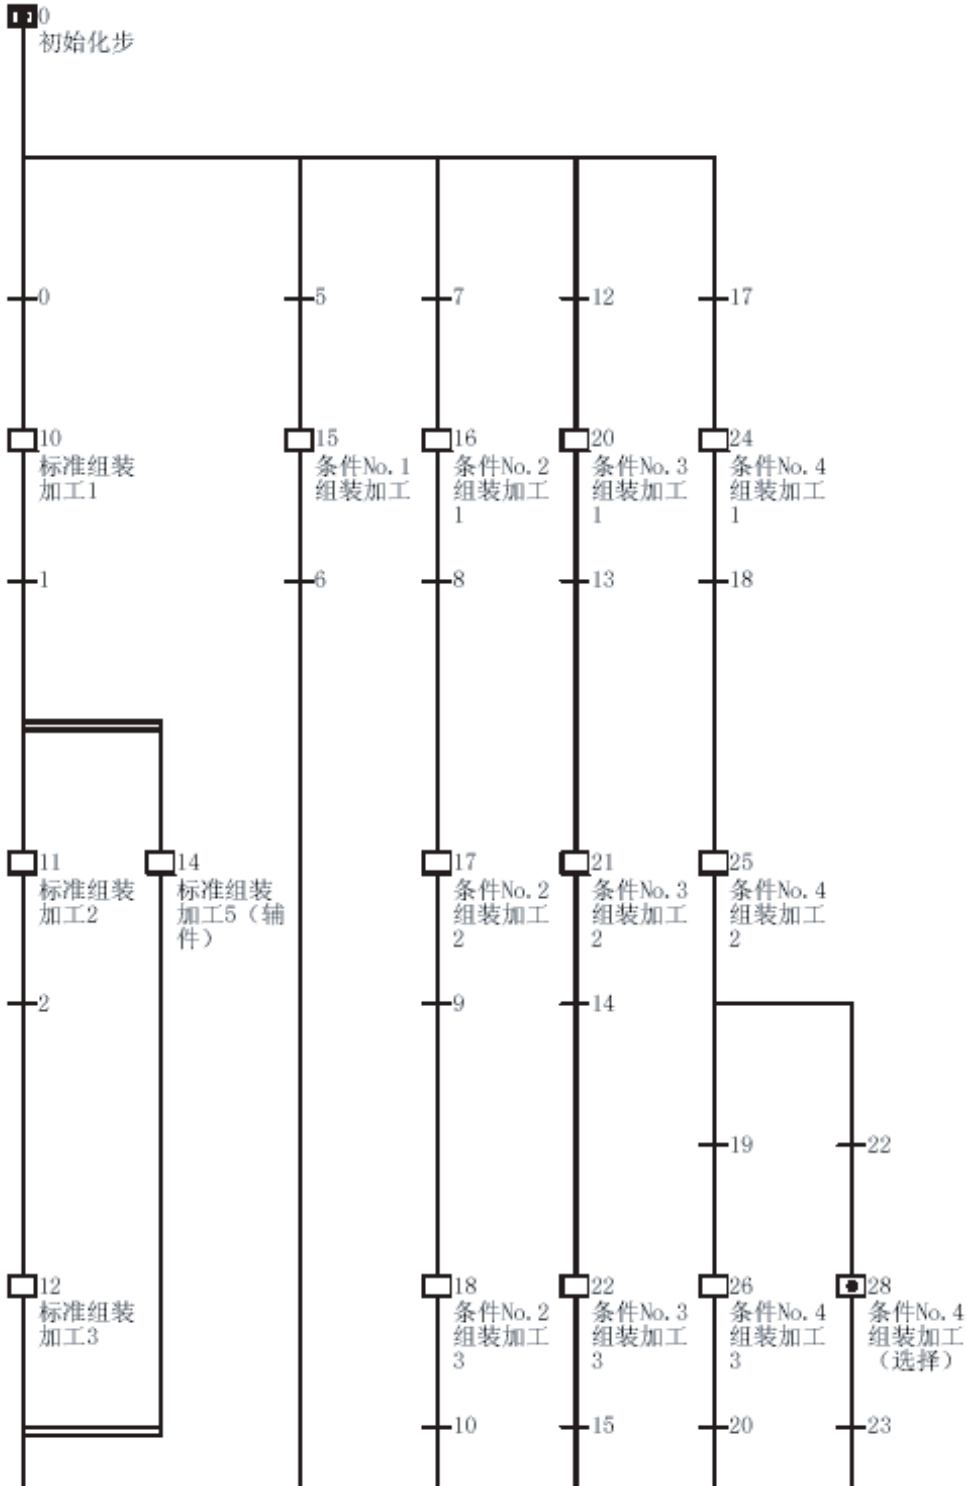 0
初始化步
0
5
7
12
17
10
标准组装
加工1
15
条件No.1
组装加工
16
条件No.2
组装加工
1
20
条件No.3
组装加工
1
24
条件No.4
组装加工
1
1
6
8
13
18
11
标准组装
加工2
14
标准组装
加工5（辅
件）
17
条件No.2
组装加工
2
21
条件No.3
组装加工
2
25
条件No.4
组装加工
2
2
9
14
19
22
12
标准组装
加工3
18
条件No.2
组装加工
3
22
条件No.3
组装加工
3
26
条件No.4
组装加工
3
28
条件No.4
组装加工
（选择）
10
15
20
23